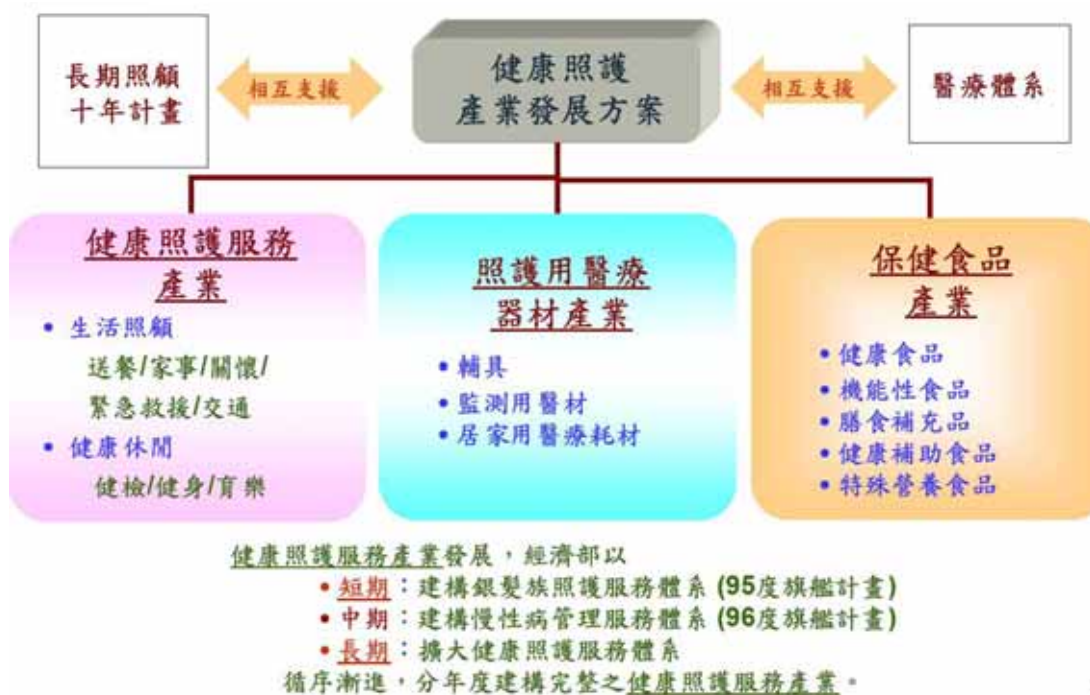 長期照顧
十年計畫
相互支援
健康照護
產業發展方案
相互支援
醫療體系
健康照護服務
產業
• 生活照顧
送餐/家事/關懷/
緊急救援/交通
• 健康休閒
健檢/健身/育樂
照護用醫療
器材產業
• 輔具
• 監測用醫材
• 居家用醫療耗材
保健食品
產業
• 健康食品
• 機能性食品
• 膳食補充品
• 健康補助食品
• 特殊營養食品
健康照護服務產業發展，經濟部以
• 短期：建構銀髮族照護服務體系 (95度旗艦計畫)
• 中期：建構慢性病管理服務體系 (96度旗艦計畫)
• 長期：擴大健康照護服務體系
循序漸進，分年度建構完整之健康照護服務產業。